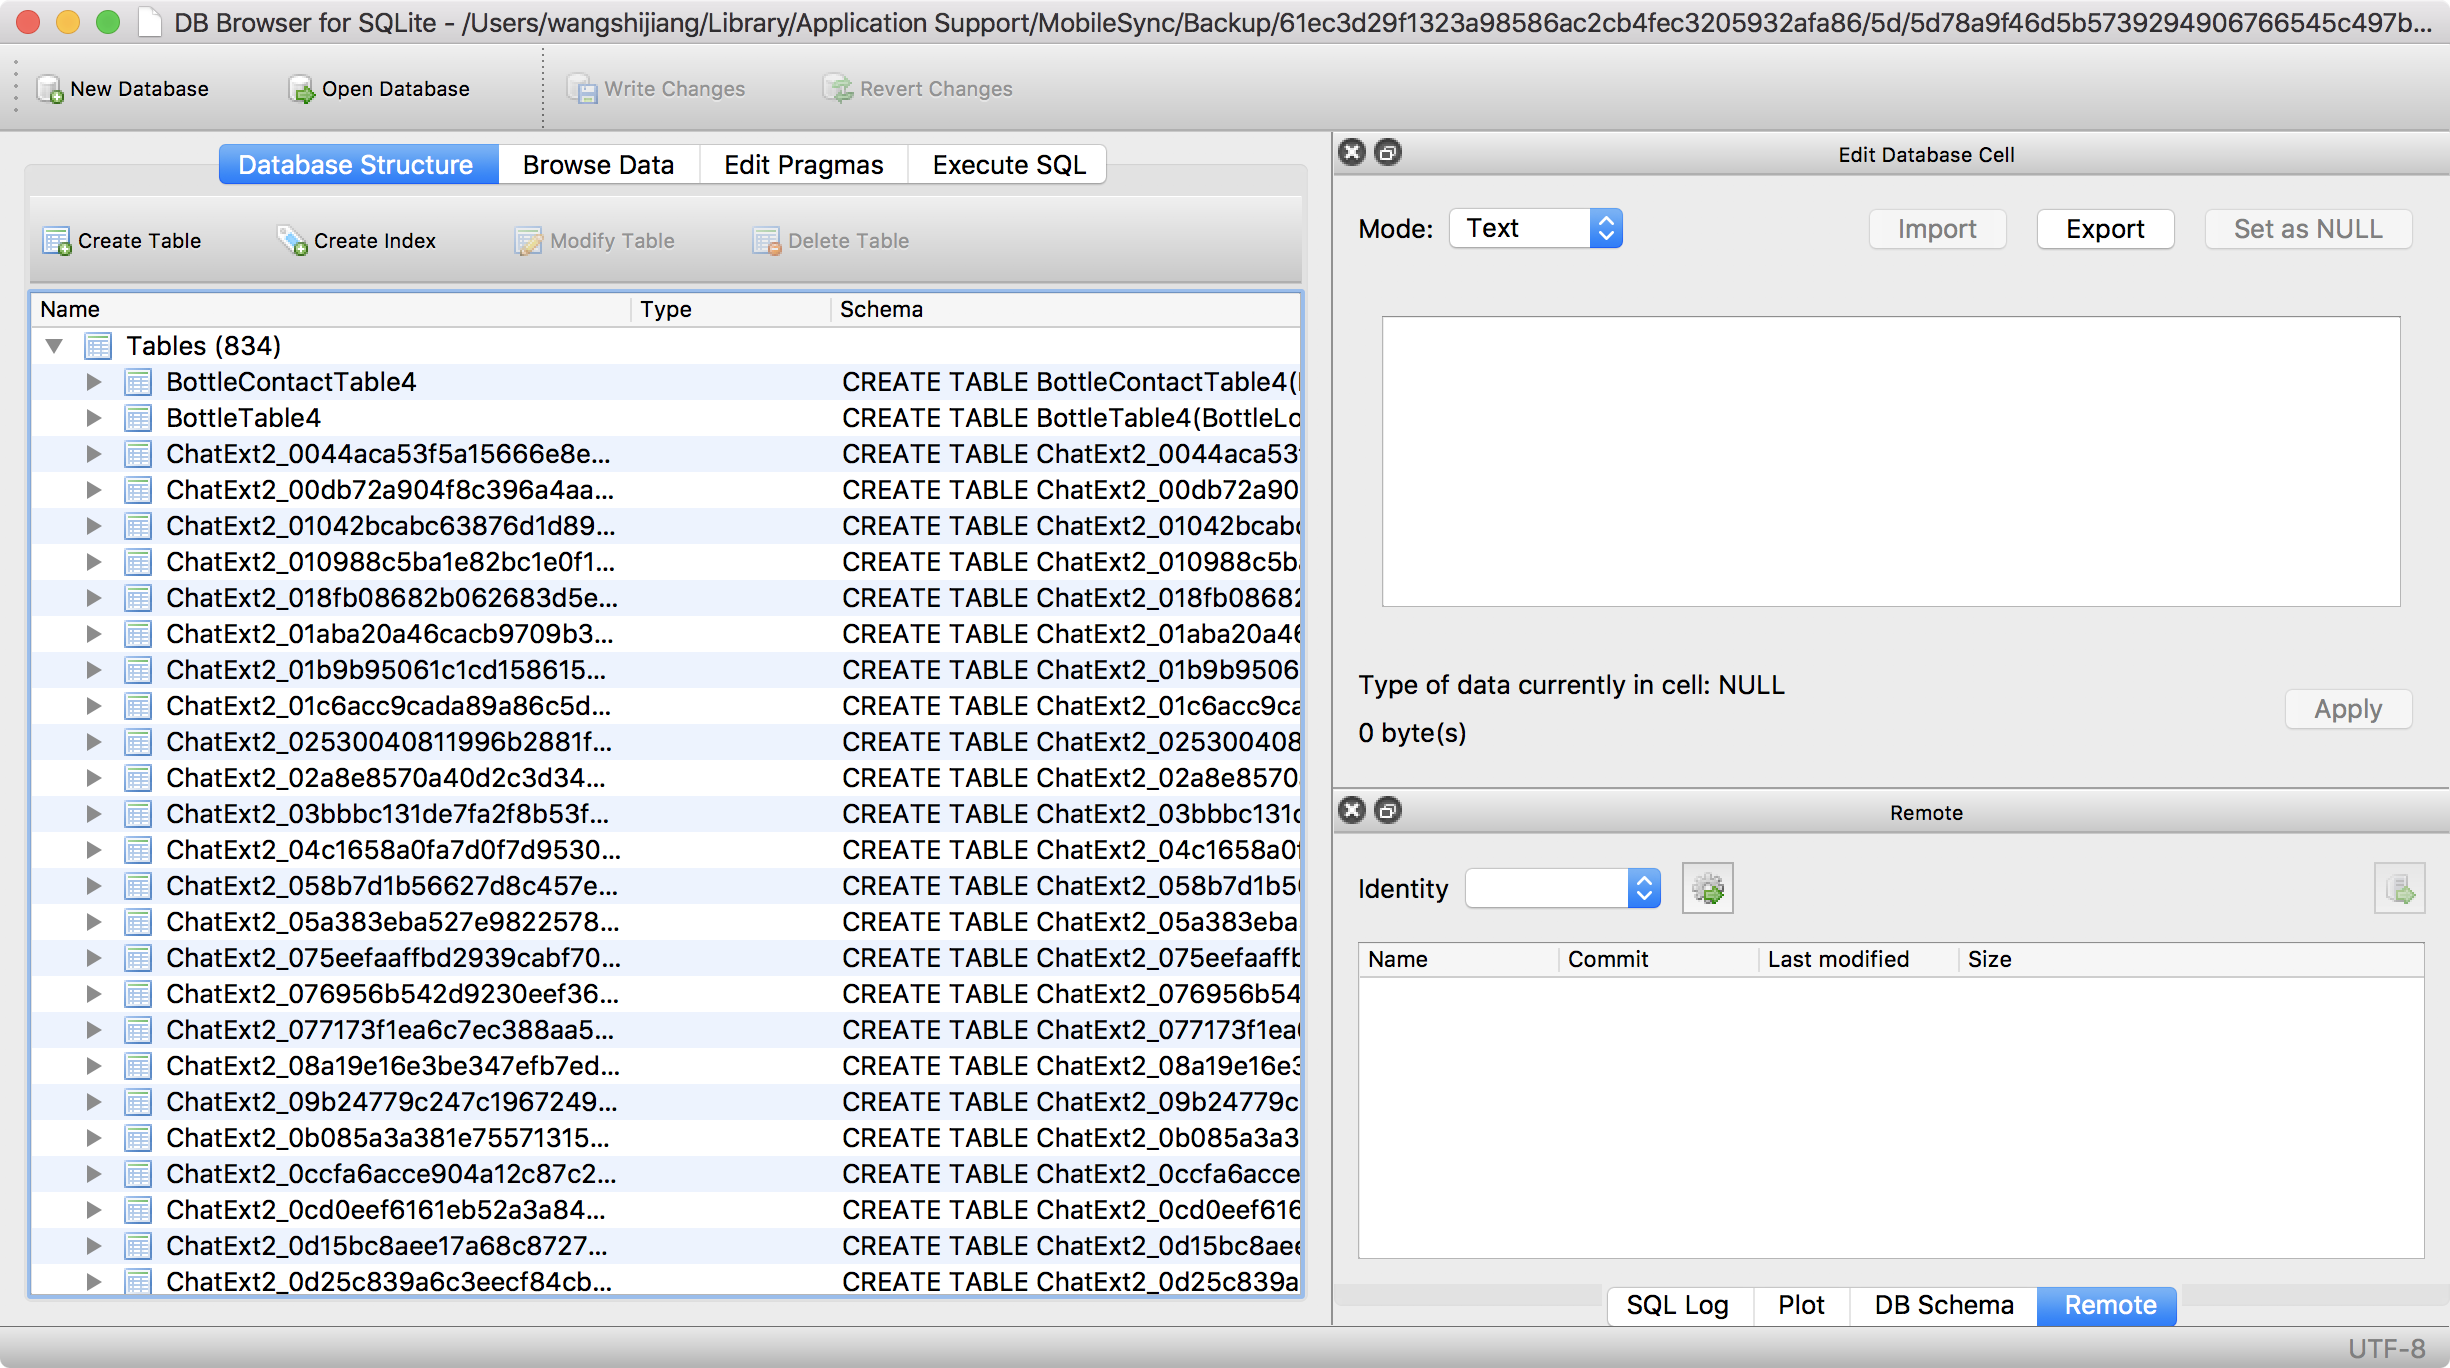 DB Browser for SQLite - /Users/wangshijiang/Library/Application Support/MobileSync/Backup/61ec3d29f1323a98586ac2cb4fec3205932afa86/5d/5d78a9f46d5b5739294906766545c497b...
New Database Open Database Write Changes Revert Changes
Database Structure Browse Data Edit Pragmas Execute SQL
Create Table Create Index Modify Table Delete Table
Name Type Schema
Tables (834)
BottleContactTable4 CREATE TABLE BottleContactTable4(
BottleTable4 CREATE TABLE BottleTable4(BottleLo
ChatExt2_0044aca53f5a15666e8e... CREATE TABLE ChatExt2_0044aca53
ChatExt2_00db72a904f8c396a4aa... CREATE TABLE ChatExt2_00db72a90
ChatExt2_01042bcabc63876d1d89... CREATE TABLE ChatExt2_01042bcabc
ChatExt2_010988c5ba1e82bc1e0f1... CREATE TABLE ChatExt2_010988c5ba
ChatExt2_018fb08682b062683d5e... CREATE TABLE ChatExt2_018fb08682
ChatExt2_01aba20a46cacb9709b3... CREATE TABLE ChatExt2_01aba20a46
ChatExt2_01b9b95061c1cd158615... CREATE TABLE ChatExt2_01b9b9506
ChatExt2_01c6acc9cada89a86c5d... CREATE TABLE ChatExt2_01c6acc9ca
ChatExt2_02530040811996b2881f... CREATE TABLE ChatExt2_025300408
ChatExt2_02a8e8570a40d2c3d34... CREATE TABLE ChatExt2_02a8e8570
ChatExt2_03bbbc131de7fa2f8b53f... CREATE TABLE ChatExt2_03bbbc131
ChatExt2_04c1658a0fa7d0f7d9530... CREATE TABLE ChatExt2_04c1658a0f
ChatExt2_058b7d1b56627d8c457e... CREATE TABLE ChatExt2_058b7d1b5
ChatExt2_05a383eba527e9822578... CREATE TABLE ChatExt2_05a383eba
ChatExt2_075eefaaffbd2939cabf70... CREATE TABLE ChatExt2_075eefaaffb
ChatExt2_076956b542d9230eef36... CREATE TABLE ChatExt2_076956b54
ChatExt2_077173f1ea6c7ec388aa5... CREATE TABLE ChatExt2_077173f1ea
ChatExt2_08a19e16e3be347efb7ed... CREATE TABLE ChatExt2_08a19e16e3
ChatExt2_09b24779c247c1967249... CREATE TABLE ChatExt2_09b24779c
ChatExt2_0b085a3a381e75571315... CREATE TABLE ChatExt2_0b085a3a3
ChatExt2_0ccfa6acce904a12c87c2... CREATE TABLE ChatExt2_0ccfa6acce
ChatExt2_0cd0eef6161eb52a3a84... CREATE TABLE ChatExt2_0cd0eef616
ChatExt2_0d15bc8aee17a68c8727... CREATE TABLE ChatExt2_0d15bc8aee
ChatExt2_0d25c839a6c3eecf84cb... CREATE TABLE ChatExt2_0d25c839a
Edit Database Cell
Mode: Text Import Export Set as NULL
Type of data currently in cell: NULL
0 byte(s)
Apply
Remote
Identity
Name Commit Last modified Size
SQL Log Plot DB Schema Remote
UTF-8